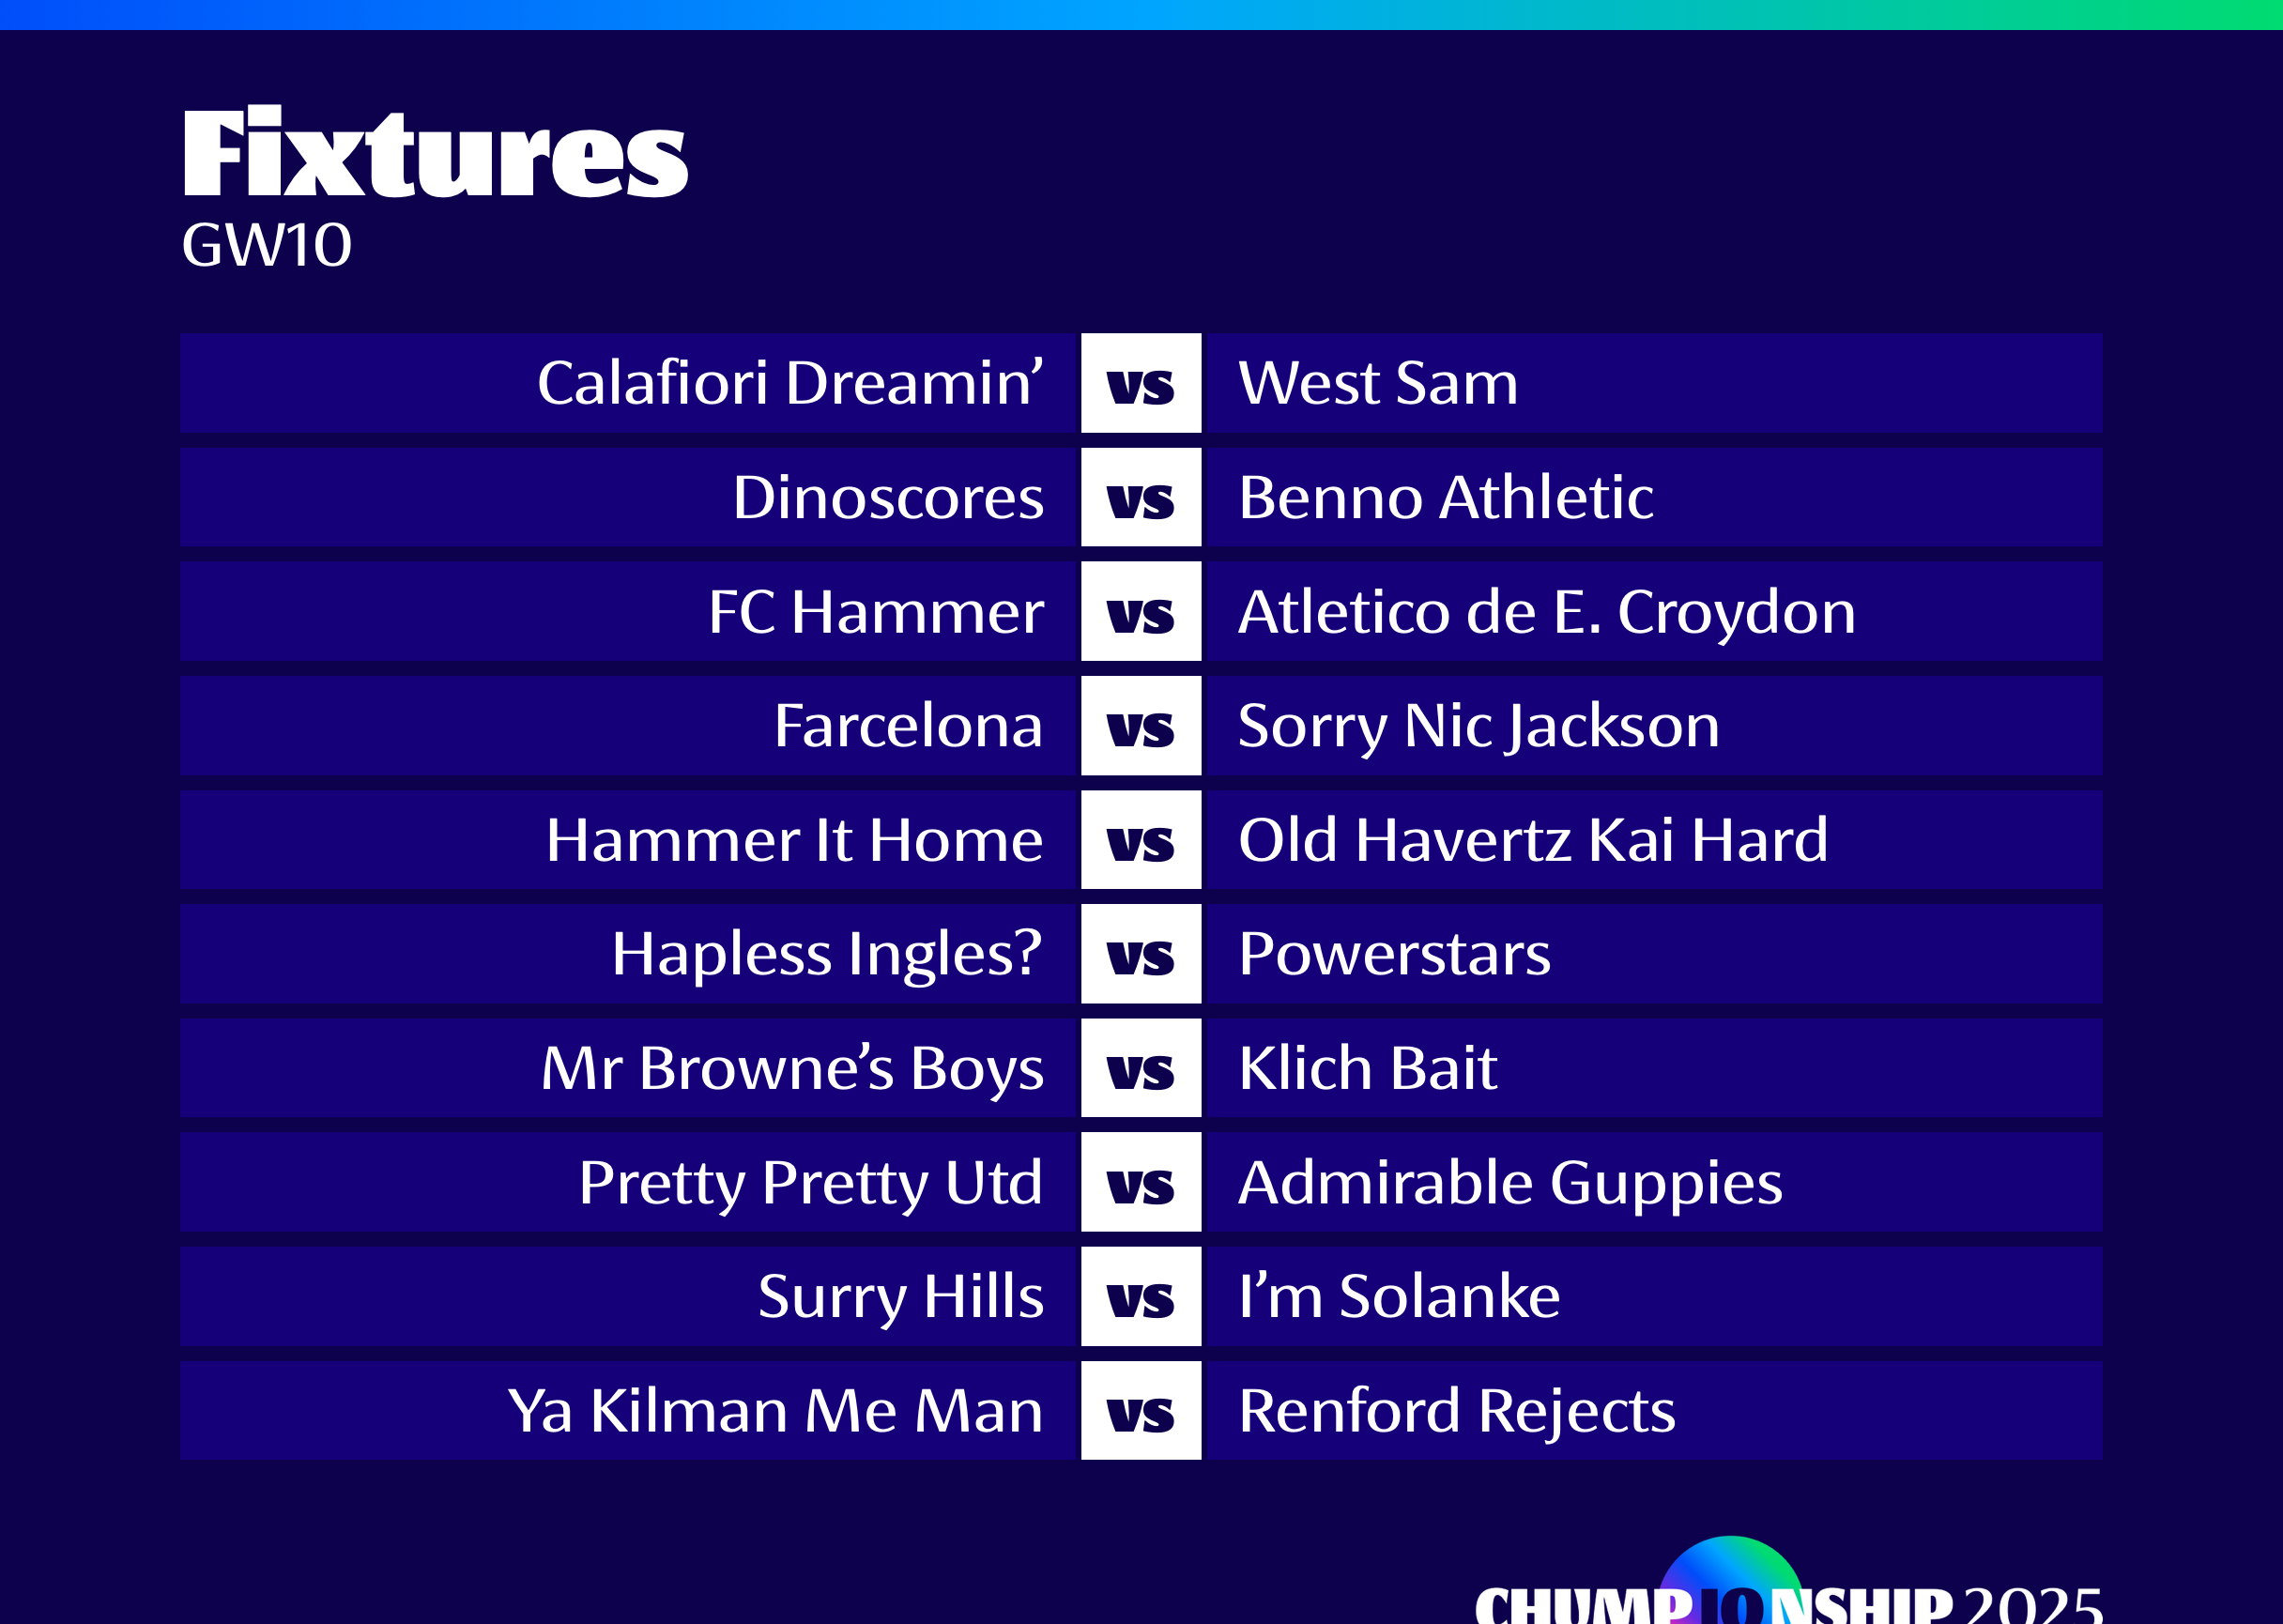 Fixtures
GW10
Calafiori Dreamin’ vs West Sam
Dinoscores vs Benno Athletic
FC Hammer vs Atletico de E. Croydon
Farcelona vs Sorry Nic Jackson
Hammer It Home vs Old Havertz Kai Hard
Hapless Ingles? vs Powerstars
Mr Browne’s Boys vs Klich Bait
Pretty Pretty Utd vs Admirable Guppies
Surry Hills vs I’m Solanke
Ya Kilman Me Man vs Renford Rejects
CHUMPIONSHIP 2025